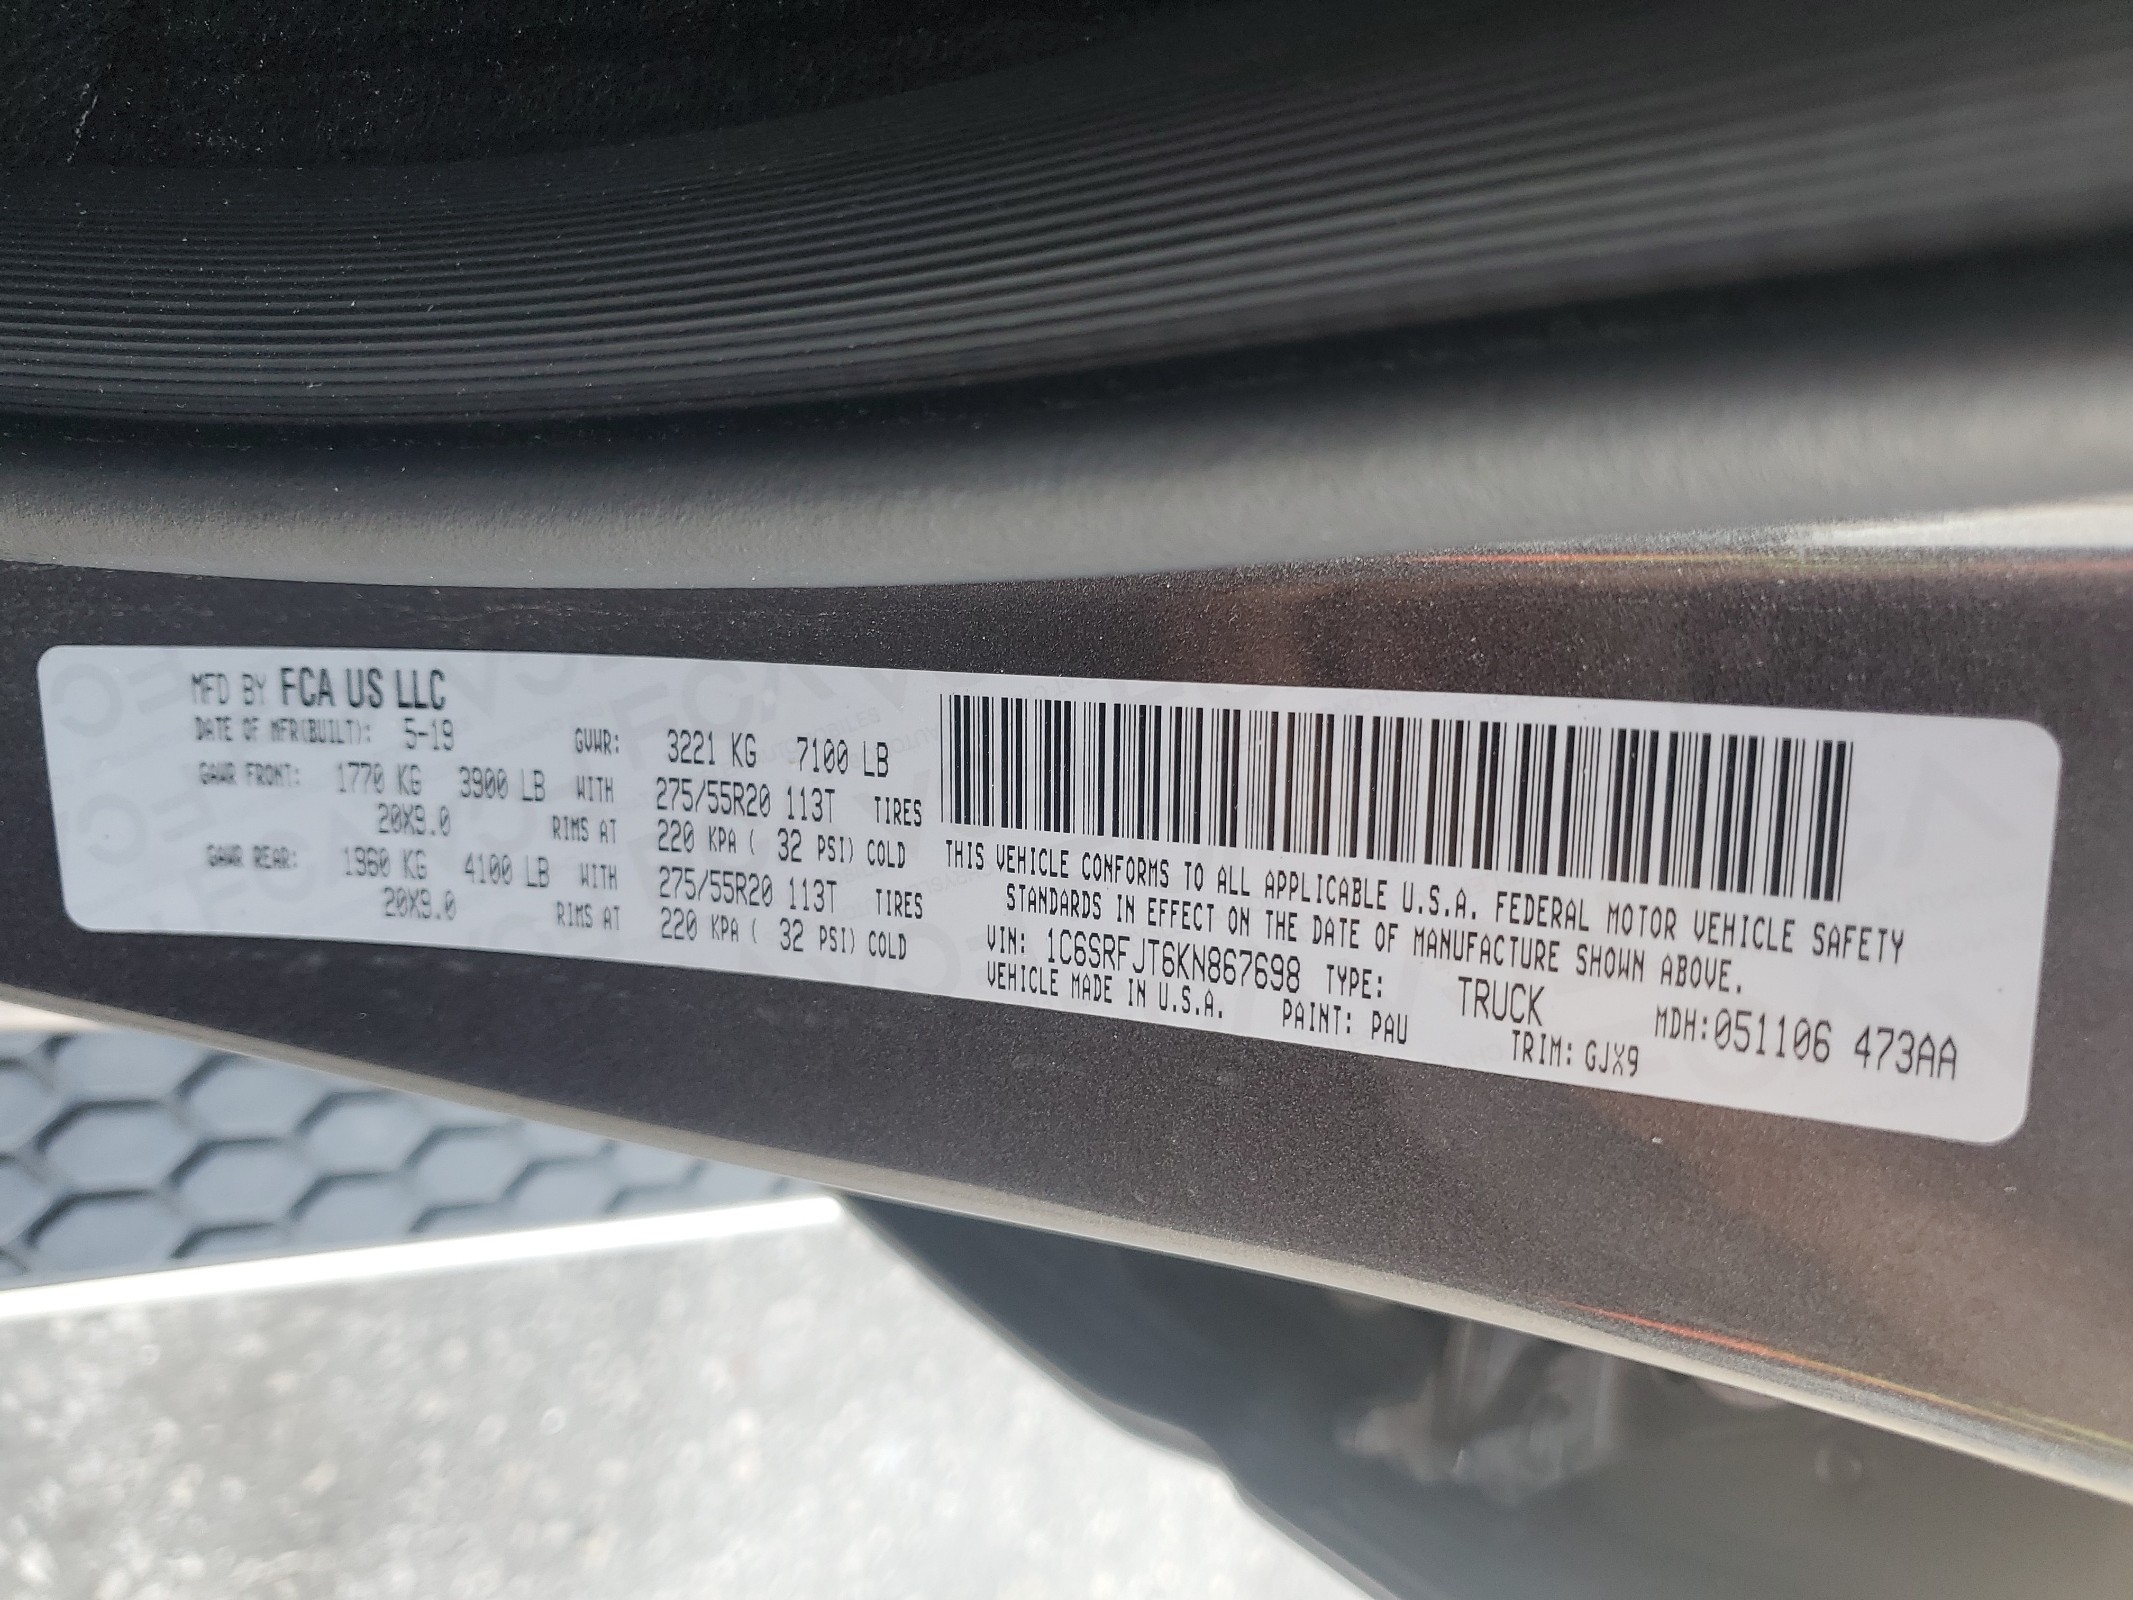 MFD BY FCA US LLC
DATE OF MFR(BUILT): 5-19 GVWR: 3221 KG 7100 LB
GAWR FRONT: 1770 KG 3900 LB WITH 275/55R20 113T TIRES
20X9.0 RIMS AT 220 KPA ( 32 PSI) COLD
GAWR REAR: 1960 KG 4100 LB WITH 275/55R20 113T TIRES
20X9.0 RIMS AT 220 KPA ( 32 PSI) COLD
THIS VEHICLE CONFORMS TO ALL APPLICABLE U.S.A. FEDERAL MOTOR VEHICLE SAFETY
STANDARDS IN EFFECT ON THE DATE OF MANUFACTURE SHOWN ABOVE.
VIN: 1C6SRFJT6KN867698 TYPE: TRUCK MDH:051106 473AA
VEHICLE MADE IN U.S.A. PAINT: PAU TRIM: GJX9